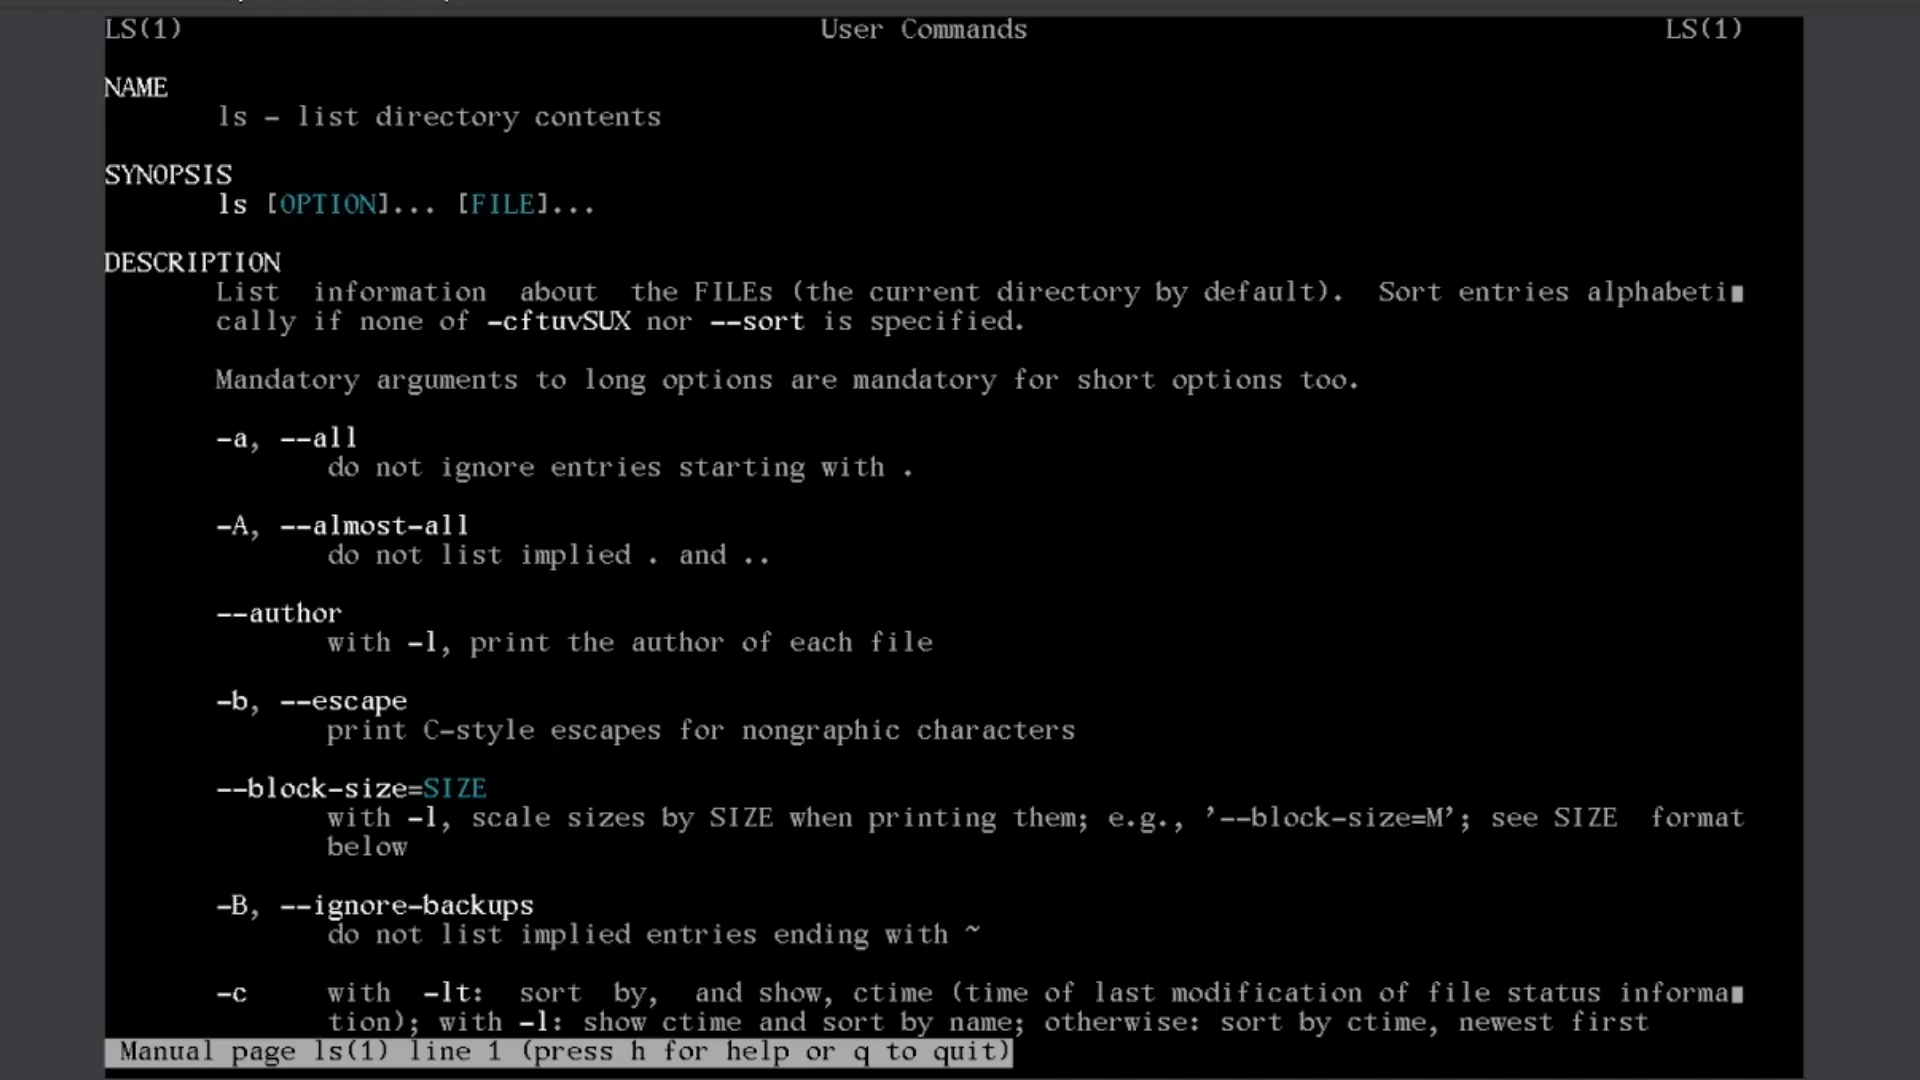 LS(1) User Commands LS(1)
NAME
ls - list directory contents
SYNOPSIS
ls [OPTION]... [FILE]...
DESCRIPTION
List information about the FILEs (the current directory by default). Sort entries alphabeti■
cally if none of -cftuvSUX nor --sort is specified.
Mandatory arguments to long options are mandatory for short options too.
-a, --all
do not ignore entries starting with .
-A, --almost-all
do not list implied . and ..
--author
with -l, print the author of each file
-b, --escape
print C-style escapes for nongraphic characters
--block-size=SIZE
with -l, scale sizes by SIZE when printing them; e.g., '--block-size=M'; see SIZE format
below
-B, --ignore-backups
do not list implied entries ending with ~
-c with -lt: sort by, and show, ctime (time of last modification of file status informa■
tion); with -l: show ctime and sort by name; otherwise: sort by ctime, newest first
Manual page ls(1) line 1 (press h for help or q to quit)